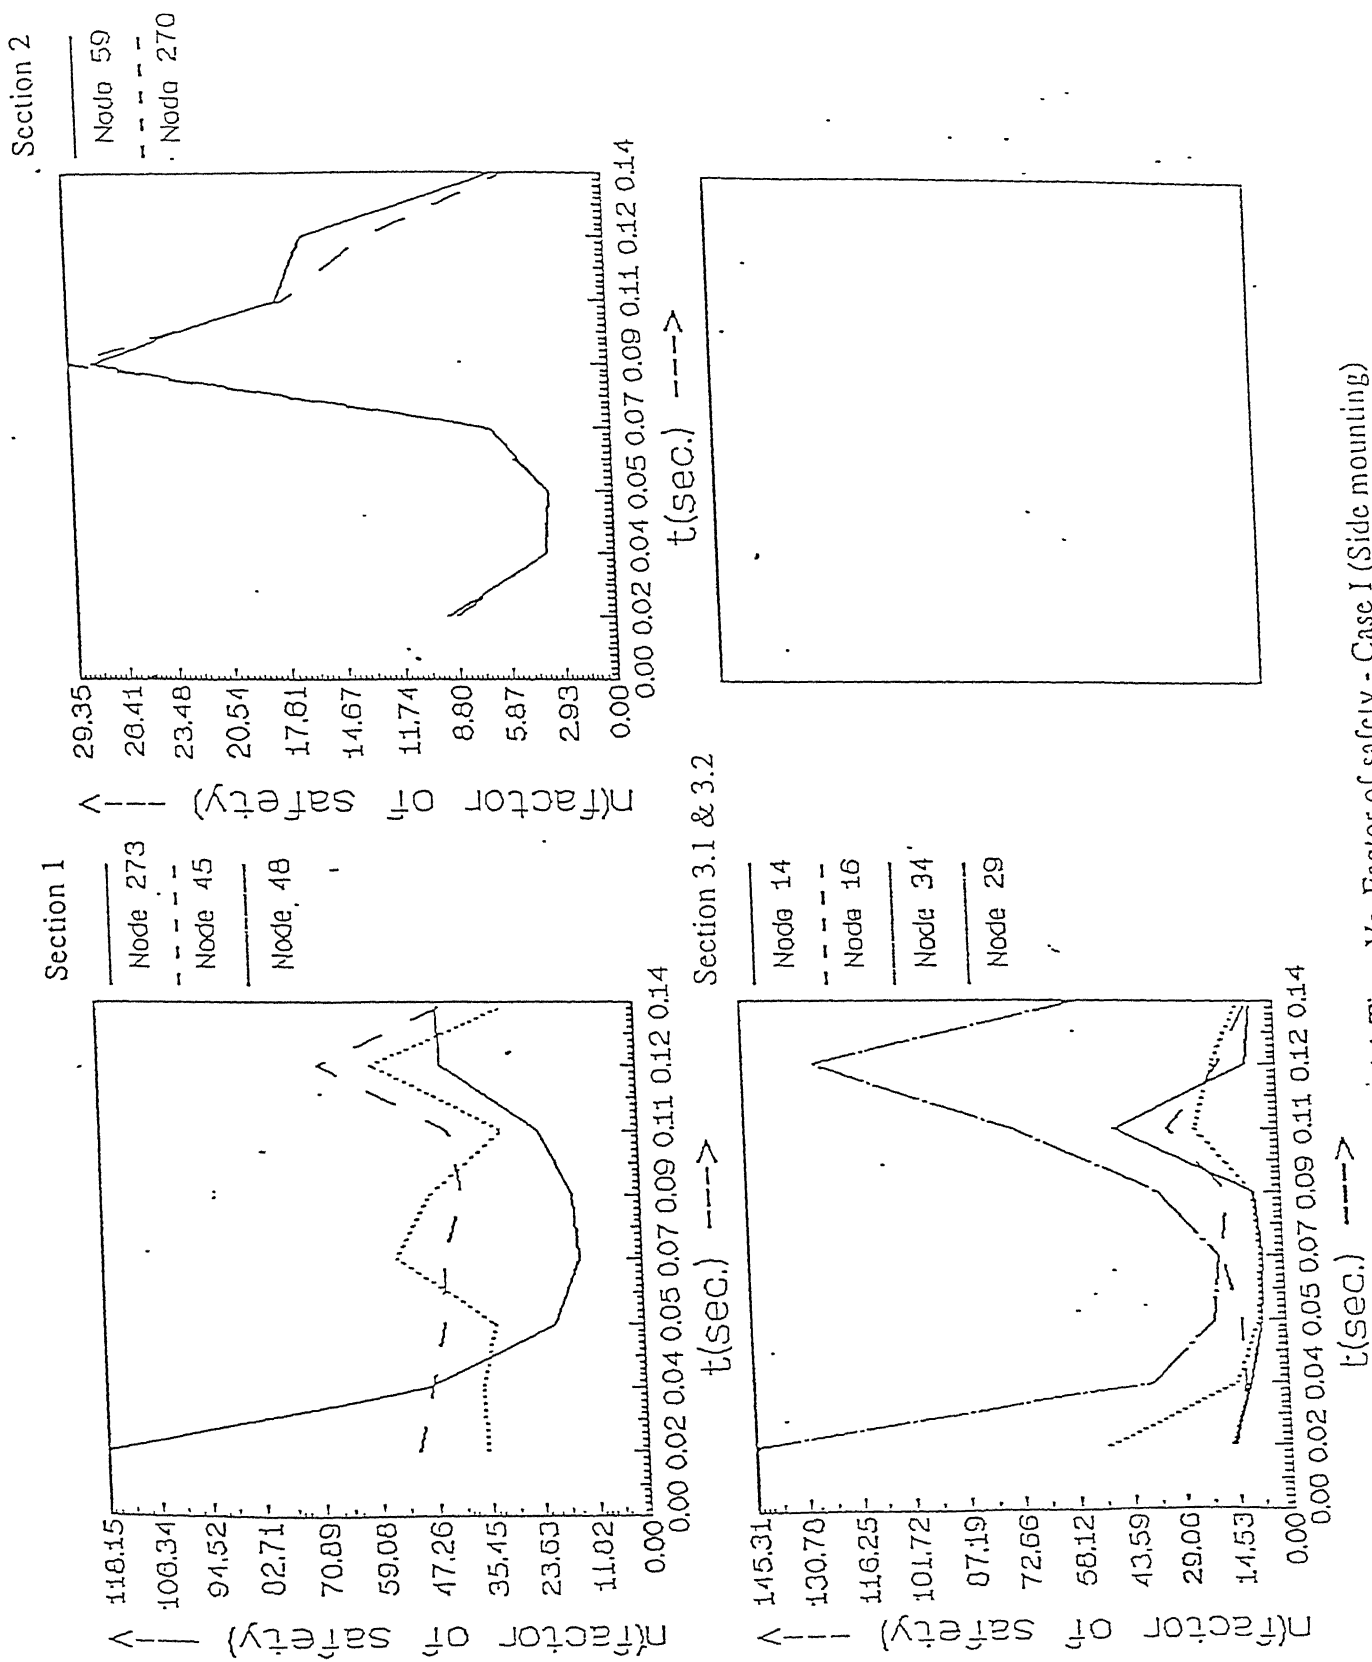 Section 1
Node 273
Node 45
Node 48
118.15
106.34
94.52
82.71
70.89
59.08
47.26
35.45
23.63
11.82
0.00
0.00 0.02 0.04 0.05 0.07 0.09 0.11 0.12 0.14
n(factor of safety) --->
t(sec.) --->
Section 2
Node 59
Node 270
29.35
26.41
23.48
20.54
17.61
14.67
11.74
8.80
5.87
2.93
0.00
0.00 0.02 0.04 0.05 0.07 0.09 0.11 0.12 0.14
n(factor of safety) --->
t(sec.) --->
Section 3.1 & 3.2
Node 14
Node 16
Node 34
Node 29
145.31
130.78
116.25
101.72
87.19
72.66
58.12
43.59
29.06
14.53
0.00
0.00 0.02 0.04 0.05 0.07 0.09 0.11 0.12 0.14
n(factor of safety) --->
t(sec.) --->
Vs. Factor of safety - Case I (Side mounting)